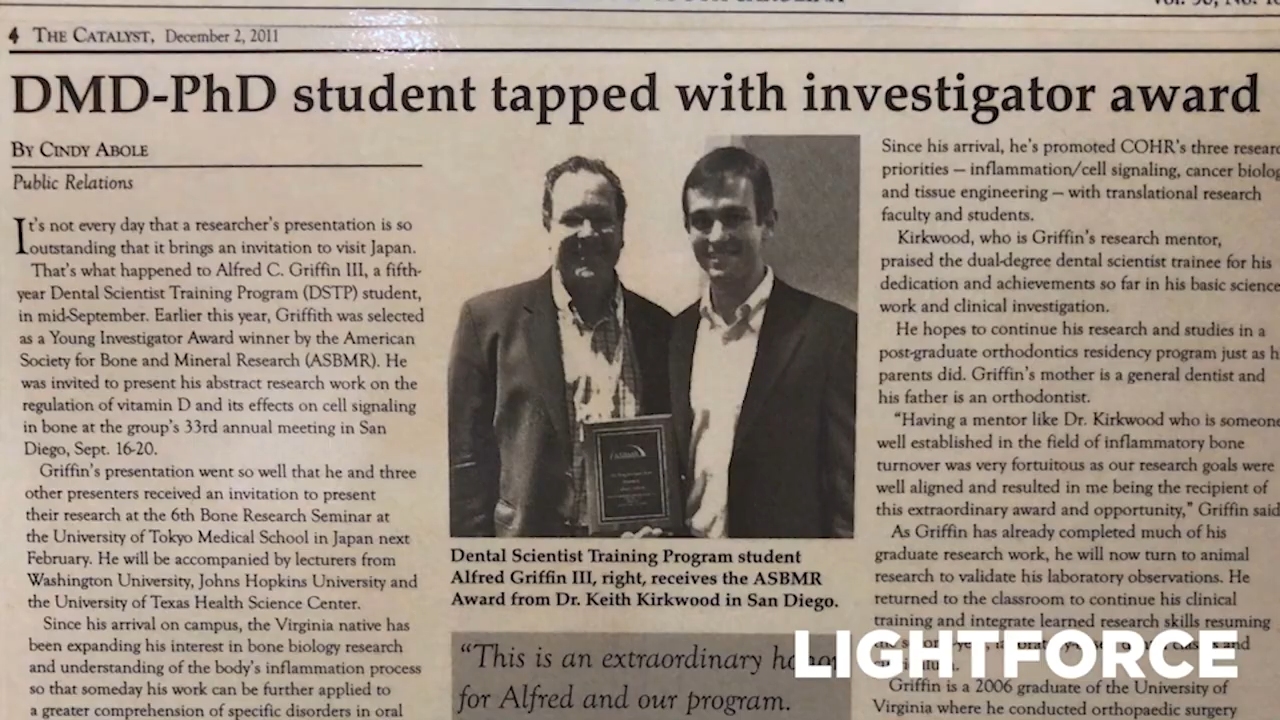 4 THE CATALYST, December 2, 2011
DMD-PhD student tapped with investigator award
BY CINDY ABOLE
Public Relations
It's not every day that a researcher's presentation is so
outstanding that it brings an invitation to visit Japan.
That's what happened to Alfred C. Griffin III, a fifth-
year Dental Scientist Training Program (DSTP) student,
in mid-September. Earlier this year, Griffith was selected
as a Young Investigator Award winner by the American
Society for Bone and Mineral Research (ASBMR). He
was invited to present his abstract research work on the
regulation of vitamin D and its effects on cell signaling
in bone at the group's 33rd annual meeting in San
Diego, Sept. 16-20.
Griffin's presentation went so well that he and three
other presenters received an invitation to present
their research at the 6th Bone Research Seminar at
the University of Tokyo Medical School in Japan next
February. He will be accompanied by lecturers from
Washington University, Johns Hopkins University and
the University of Texas Health Science Center.
Since his arrival on campus, the Virginia native has
been expanding his interest in bone biology research
and understanding of the body's inflammation process
so that someday his work can be further applied to
a greater comprehension of specific disorders in oral
Dental Scientist Training Program student
Alfred Griffin III, right, receives the ASBMR
Award from Dr. Keith Kirkwood in San Diego.
"This is an extraordinary
for Alfred and our program.
Since his arrival, he's promoted COHR's three
priorities — inflammation/cell signaling, cancer
and tissue engineering — with translational research
faculty and students.
Kirkwood, who is Griffin's research mentor,
praised the dual-degree dental scientist trainee for his
dedication and achievements so far in his basic science
work and clinical investigation.
He hopes to continue his research and studies in a
post-graduate orthodontics residency program just as
parents did. Griffin's mother is a general dentist and
his father is an orthodontist.
"Having a mentor like Dr. Kirkwood who is someone
well established in the field of inflammatory bone
turnover was very fortuitous as our research goals were
well aligned and resulted in me being the recipient of
this extraordinary award and opportunity," Griffin said
As Griffin has already completed much of his
graduate research work, he will now turn to animal
research to validate his laboratory observations. He
returned to the classroom to continue his clinical
training and integrate learned research skills resuming
Griffin is a 2006 graduate of the University of
Virginia where he conducted orthopaedic surgery
LIGHTFORCE